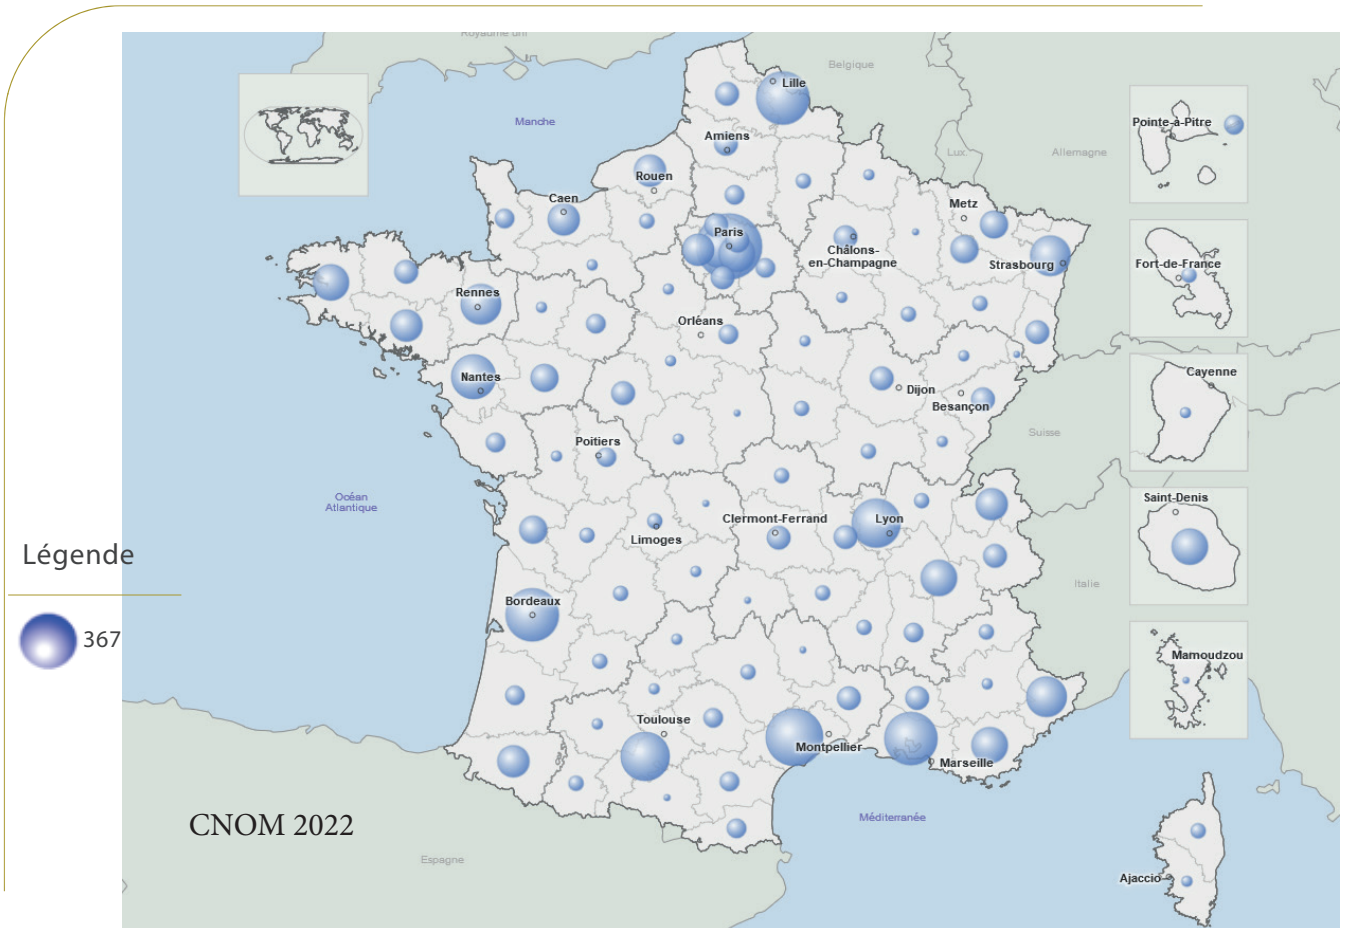 Royaume uni
Belgique
Lille
Pointe-à-Pitre
Manche
Amiens
Lux.
Allemagne
Rouen
Caen
Metz
Paris
Châlons-
en-Champagne
Strasbourg
Fort-de-France
Rennes
Orléans
Nantes
Dijon
Besançon
Cayenne
Suisse
Poitiers
Océan
Atlantique
Saint-Denis
Clermont-Ferrand
Lyon
Limoges
Légende
Italie
Bordeaux
367
Mamoudzou
Toulouse
Montpellier
Marseille
CNOM 2022
Méditerranée
Espagne
Ajaccio